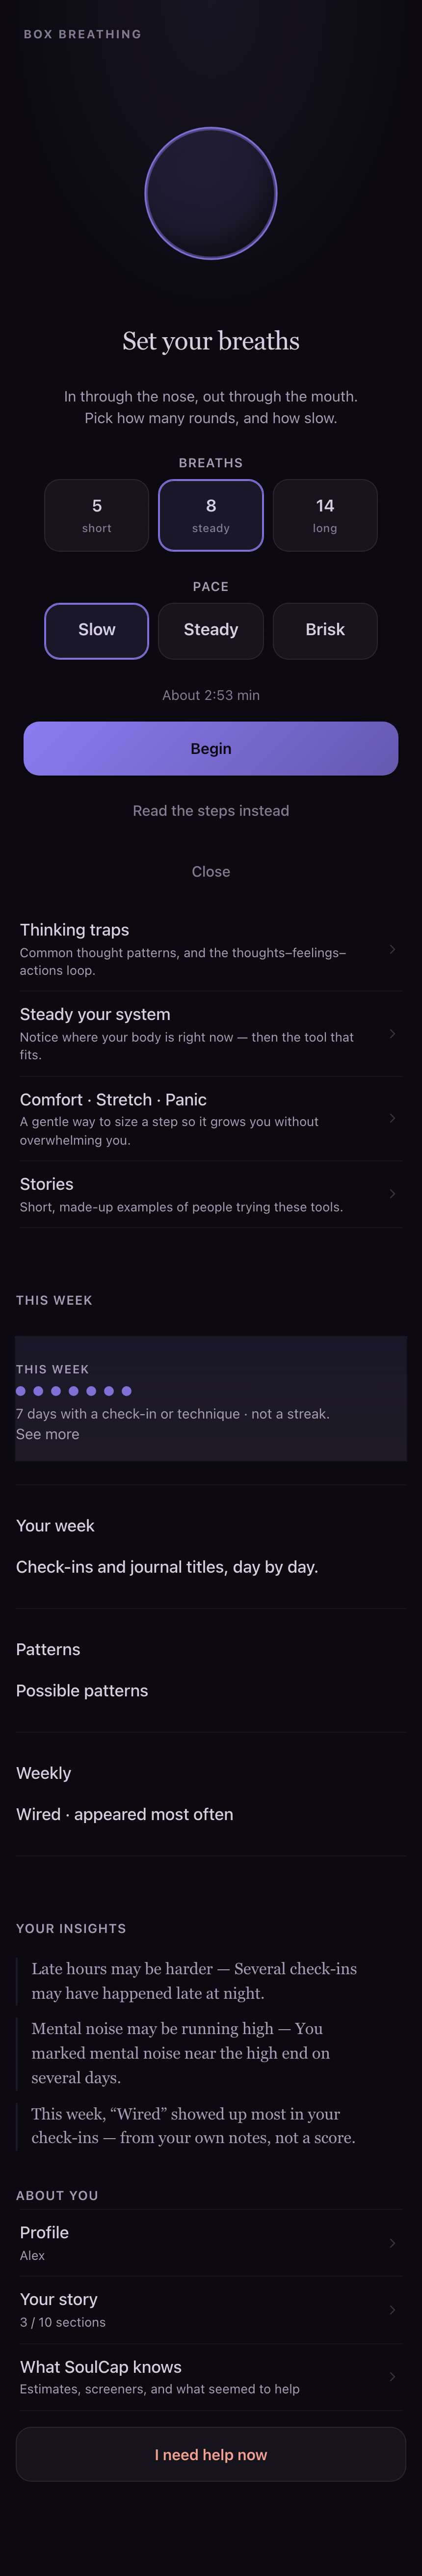 BOX BREATHING
Set your breaths
In through the nose, out through the mouth.
Pick how many rounds, and how slow.
BREATHS
5
short
8
steady
14
long
PACE
Slow
Steady
Brisk
About 2:53 min
Begin
Read the steps instead
Close
Thinking traps
Common thought patterns, and the thoughts–feelings–
actions loop.
Steady your system
Notice where your body is right now — then the tool that
fits.
Comfort · Stretch · Panic
A gentle way to size a step so it grows you without
overwhelming you.
Stories
Short, made-up examples of people trying these tools.
THIS WEEK
THIS WEEK
7 days with a check-in or technique · not a streak.
See more
Your week
Check-ins and journal titles, day by day.
Patterns
Possible patterns
Weekly
Wired · appeared most often
YOUR INSIGHTS
Late hours may be harder — Several check-ins
may have happened late at night.
Mental noise may be running high — You
marked mental noise near the high end on
several days.
This week, “Wired” showed up most in your
check-ins — from your own notes, not a score.
ABOUT YOU
Profile
Alex
Your story
3 / 10 sections
What SoulCap knows
Estimates, screeners, and what seemed to help
I need help now